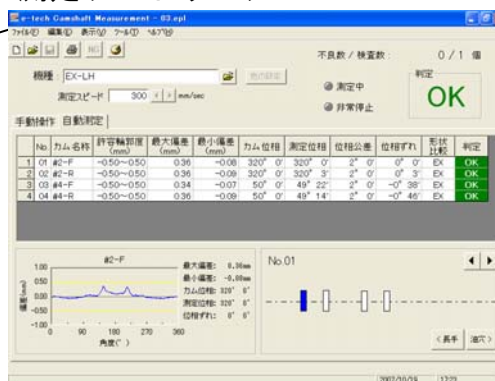 e-tech Camshaft Measurement - 03.epl
ファイル(F) 編集(E) 表示(V) ツール(T) ヘルプ(H)
不良数 / 検査数 : 0 / 1 個
機種 : EX-LH
判定
OK
測定スピード 300 mm/sec
測定中
非常停止
手動操作 自動測定
No. カム名称 許容輪郭度(mm) 最大偏差(mm) 最小偏差(mm) カム位相 測定位相 位相公差 位相ずれ 形状比較 判定
1 01 #2-F -0.50~0.50 0.36 -0.08 320° 0' 320° 0' 2° 0' 0° 0' EX OK
2 02 #2-R -0.50~0.50 0.36 -0.09 320° 0' 320° 3' 2° 0' 0° 3' EX OK
3 03 #4-F -0.50~0.50 0.34 -0.07 50° 0' 49° 22' 2° 0' -0° 38' EX OK
4 04 #4-R -0.50~0.50 0.36 -0.09 50° 0' 49° 14' 2° 0' -0° 46' EX OK
#2-F
1.00
0.50
0.00
-0.50
-1.00
偏差(mm)
0 90 180 270 360
角度(° )
最大偏差: 0.36mm
最小偏差: -0.08mm
カム位相: 320° 0'
測定位相: 320° 0'
位相ずれ: 0° 0'
No.01
<長手 油穴>
2007/10/19 17:23